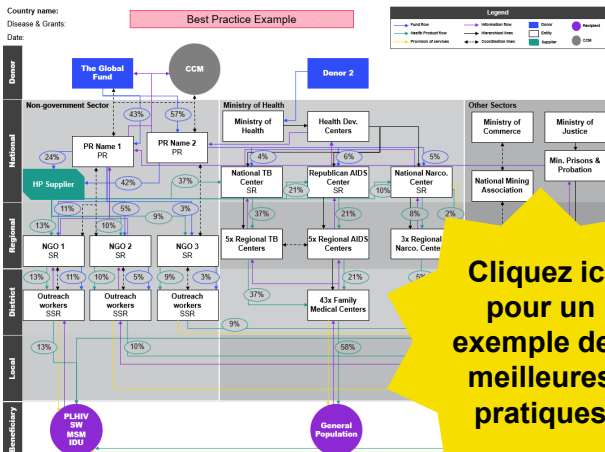 Country name:
Disease & Grants:
Date:
Best Practice Example
Legend
Fund flow
Information flow
Donor
Recipient
Health Product flow
Hierarchical lines
Entity
Provision of services
Coordination lines
Supplier
CCM
Donor
The Global
Fund
CCM
Donor 2
National
Non-government Sector
Ministry of Health
Other Sectors
43%
57%
PR Name 1
PR
PR Name 2
PR
Ministry of
Health
Health Dev.
Centers
Ministry of
Commerce
Ministry of
Justice
24%
4%
6%
5%
Min. Prisons &
Probation
HP Supplier
42%
37%
National TB
Center
SR
21%
Republican AIDS
Center
SR
10%
National Narco.
Center
SR
National Mining
Association
Regional
11%
5%
3%
13%
10%
9%
37%
21%
8%
2%
NGO 1
SR
NGO 2
SR
NGO 3
SR
5x Regional TB
Centers
5x Regional AIDS
Centers
3x Regional
Narco. Cente
District
13%
11%
10%
5%
9%
3%
21%
5%
Outreach
workers
SSR
Outreach
workers
SSR
Outreach
workers
SSR
37%
43x Family
Medical Centers
9%
Local
13%
10%
58%
Beneficiary
PLHIV
SW
MSM
IDU
General
Population
Cliquez ic
pour un
exemple de
meilleures
pratiques